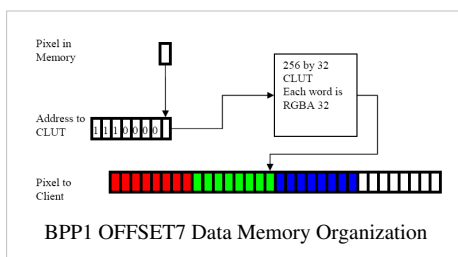 Pixel in
Memory
256 by 32
CLUT
Each word is
RGBA 32
Address to
CLUT
1 1 1 0 0 0 0
Pixel to
Client
BPP1 OFFSET7 Data Memory Organization